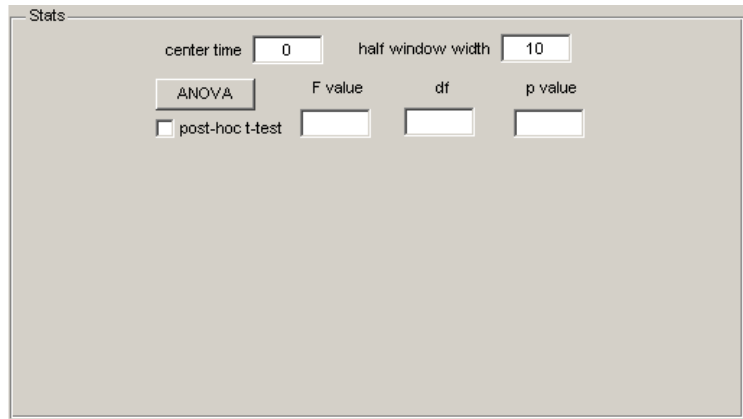 Stats
center time 0 half window width 10
ANOVA F value df p value
post-hoc t-test